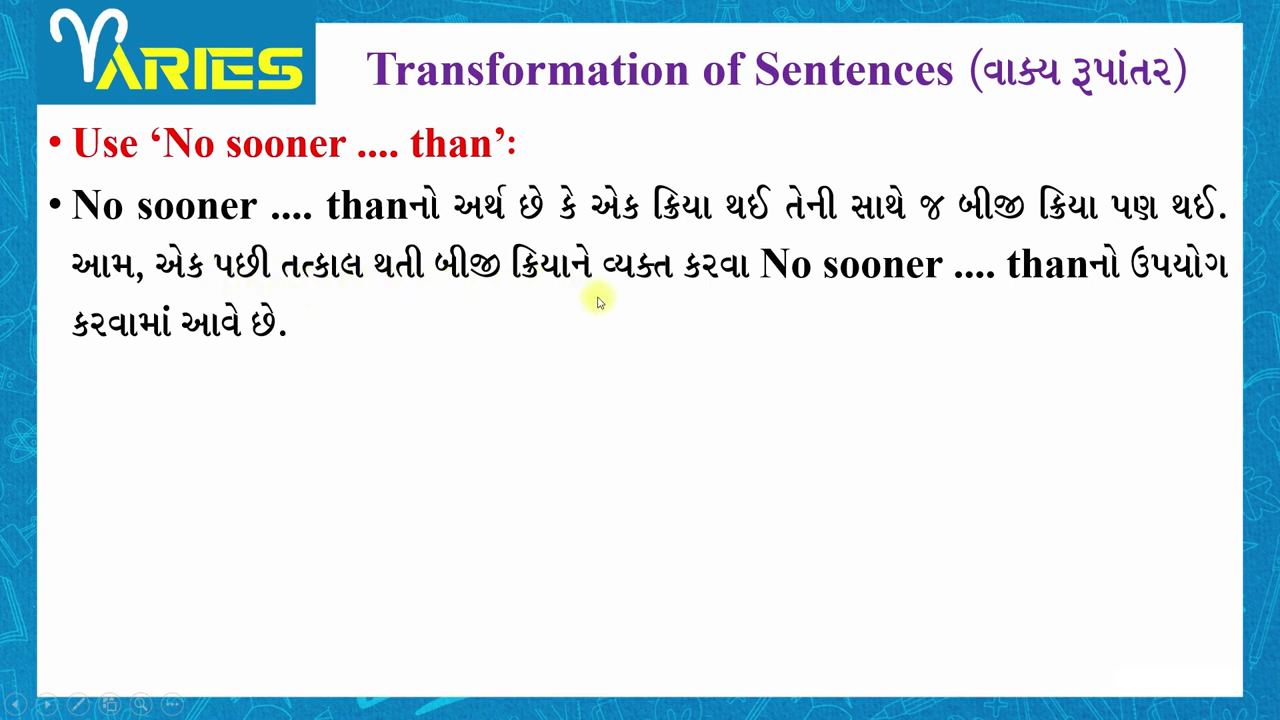 ARIES
Transformation of Sentences (વાક્ય રૂપાંતર)
• Use ‘No sooner .... than’:
• No sooner .... thanનો અર્થ છે કે એક ક્રિયા થઈ તેની સાથે જ બીજી ક્રિયા પણ થઈ.
આમ, એક પછી તત્કાલ થતી બીજી ક્રિયાને વ્યક્ત કરવા No sooner .... thanનો ઉપયોગ
કરવામાં આવે છે.